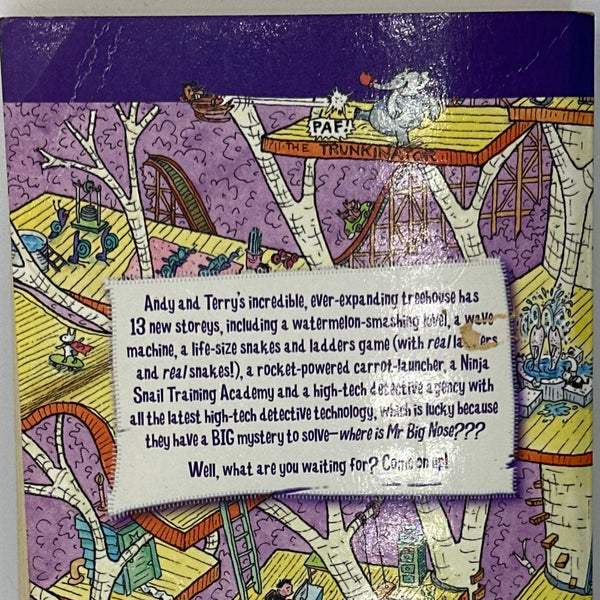 PAF!!
THE TRUNKINATOR
Andy and Terry's incredible, ever-expanding treehouse has
13 new storeys, including a watermelon-smashing level, a wave
machine, a life-size snakes and ladders game (with real ladders
and real snakes!), a rocket-powered carrot-launcher, a Ninja
Snail Training Academy and a high-tech detective agency with
all the latest high-tech detective technology, which is lucky because
they have a BIG mystery to solve—where is Mr Big Nose???
Well, what are you waiting for? Come on up!